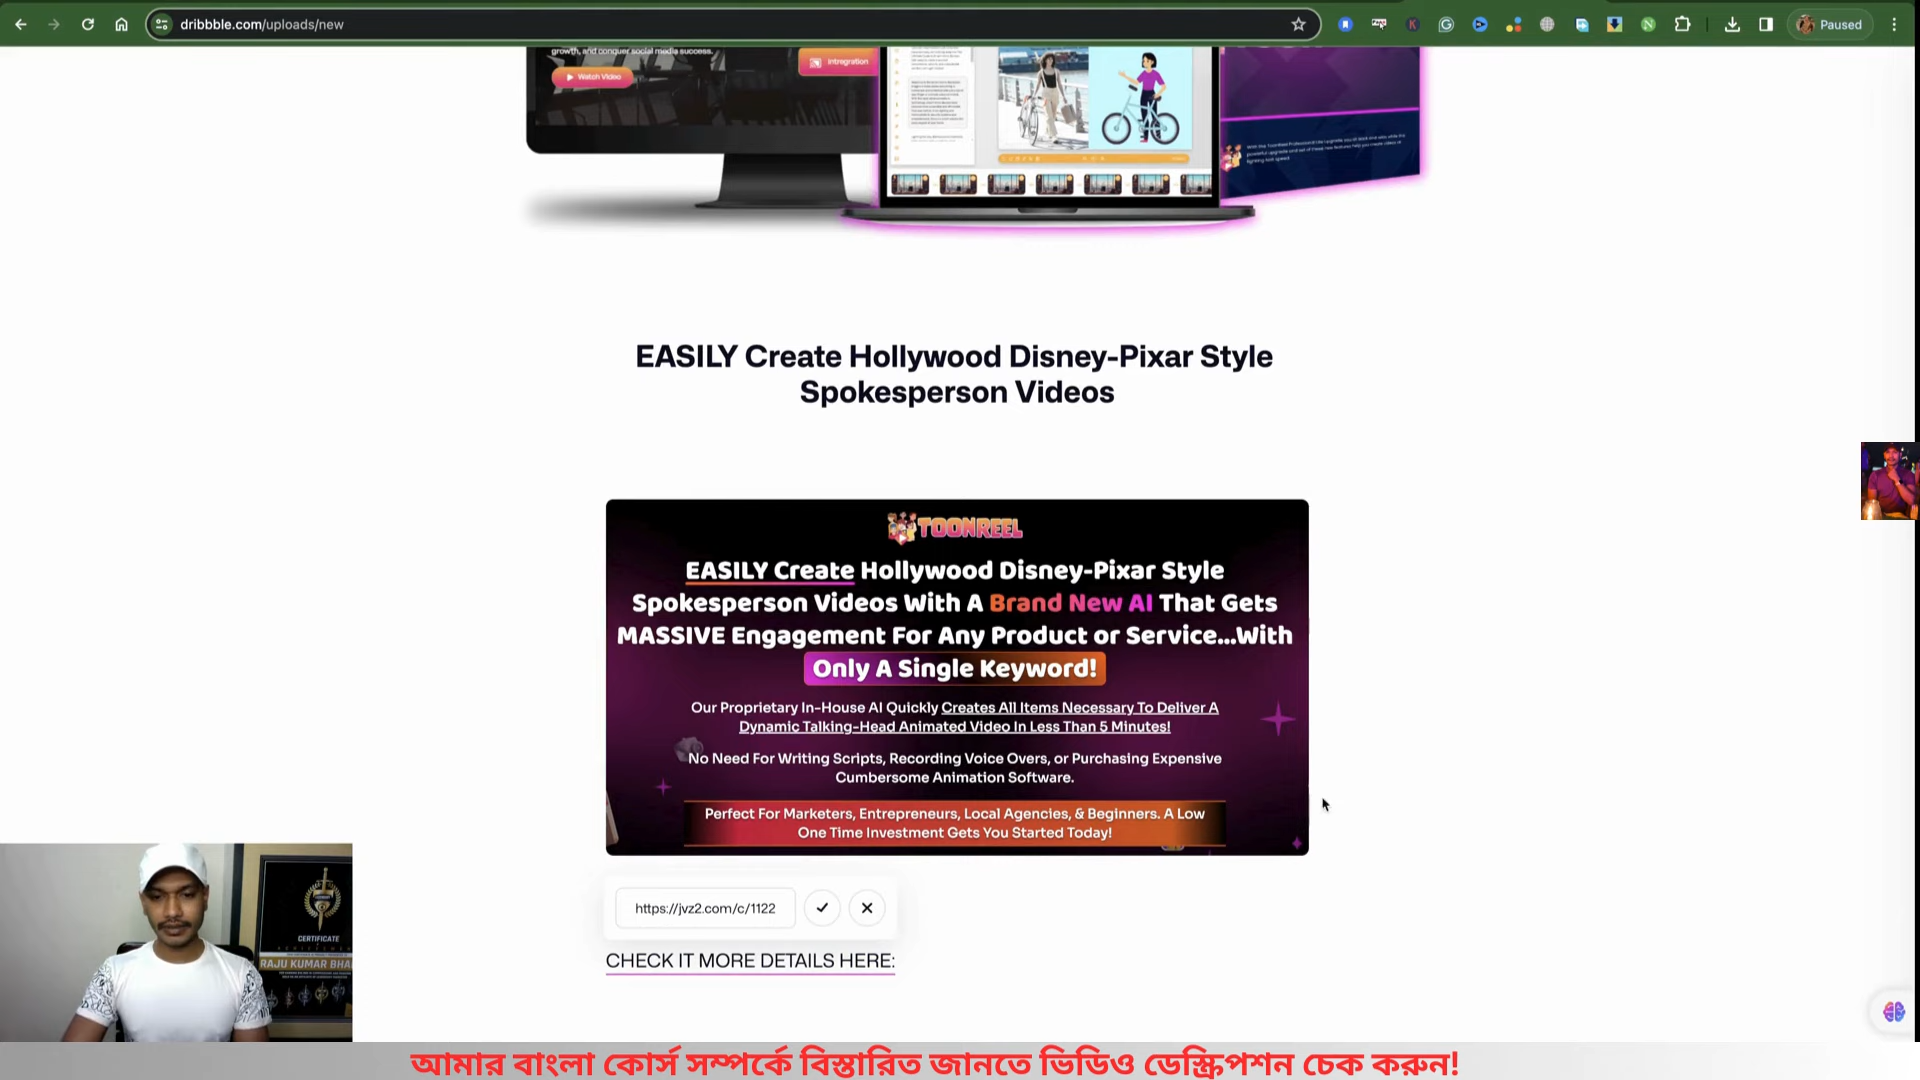 dribbble.com/uploads/new
Paused
growth, and conquer social media success.
Watch Video
Intregration
EASILY Create Hollywood Disney-Pixar Style
Spokesperson Videos
TOONREEL
EASILY Create Hollywood Disney-Pixar Style
Spokesperson Videos With A Brand New AI That Gets
MASSIVE Engagement For Any Product or Service...With
Only A Single Keyword!
Our Proprietary In-House AI Quickly Creates All Items Necessary To Deliver A
Dynamic Talking-Head Animated Video In Less Than 5 Minutes!
No Need For Writing Scripts, Recording Voice Overs, or Purchasing Expensive
Cumbersome Animation Software.
Perfect For Marketers, Entrepreneurs, Local Agencies, & Beginners. A Low
One Time Investment Gets You Started Today!
https://jvz2.com/c/1122
CHECK IT MORE DETAILS HERE:
CERTIFICATE
RAJU KUMAR BHA
আমার বাংলা কোর্স সম্পর্কে বিস্তারিত জানতে ভিডিও ডেস্ক্রিপশন চেক করুন!